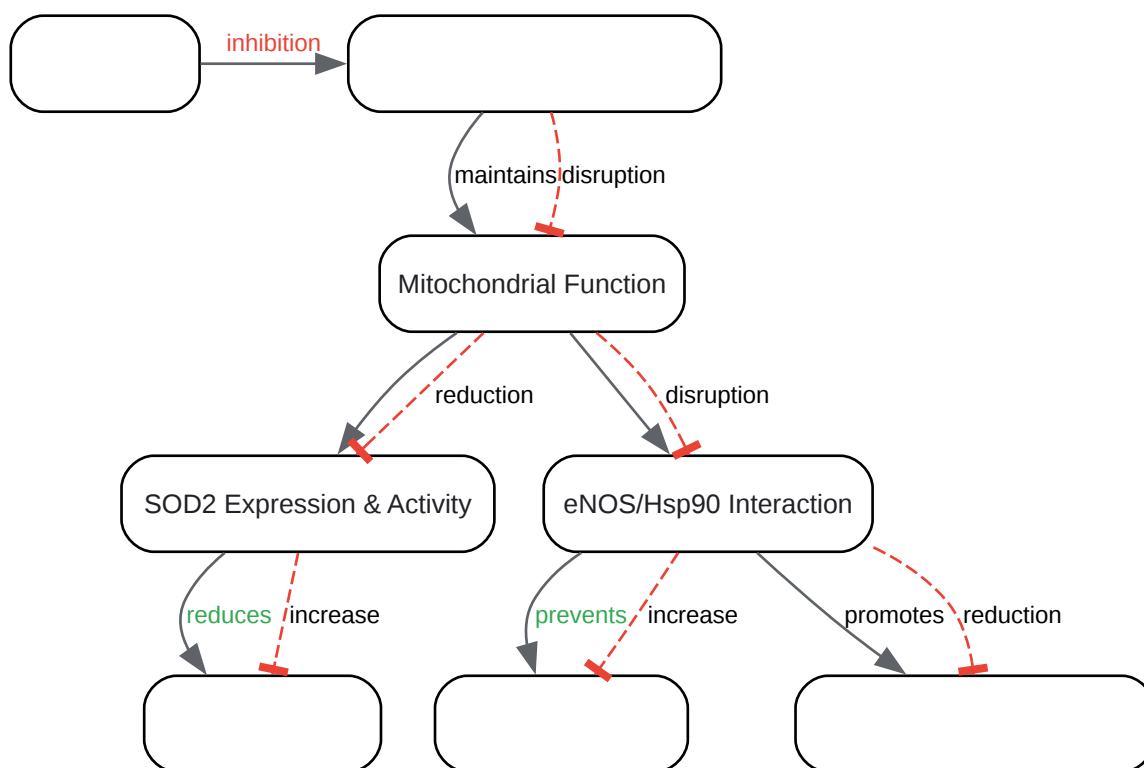 inhibition
maintains
disruption
Mitochondrial Function
reduction
disruption
SOD2 Expression & Activity
eNOS/Hsp90 Interaction
reduces
increase
prevents
increase
promotes
reduction